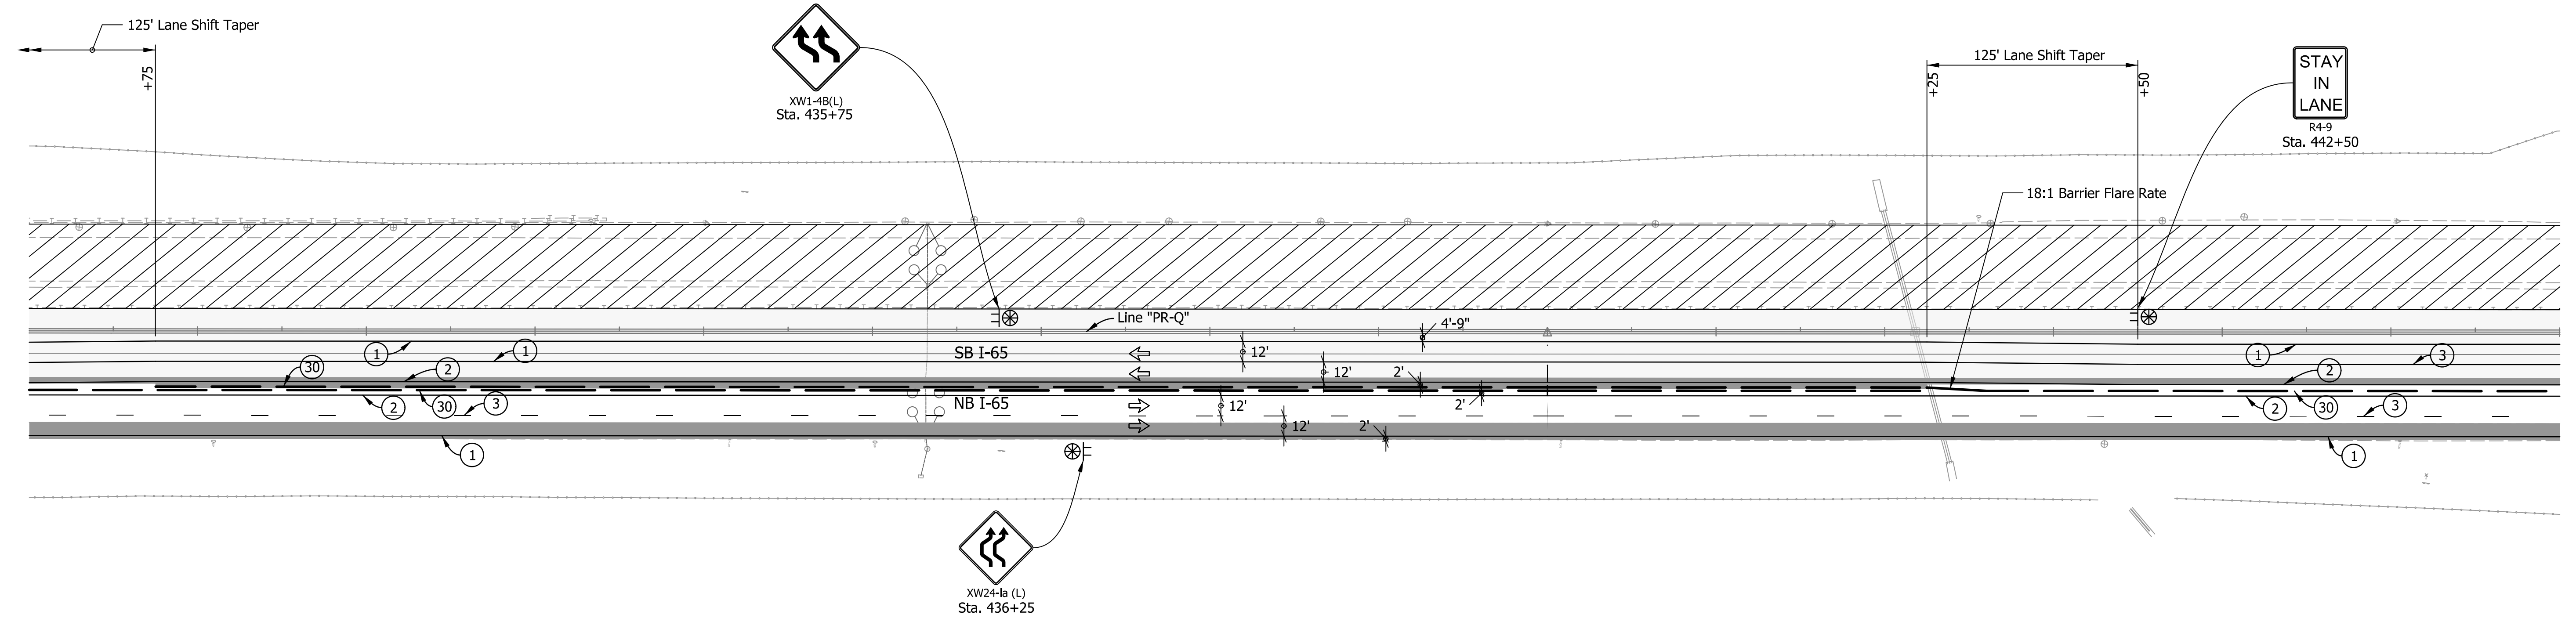 125' Lane Shift Taper
+75
XW1-4B(L)
Sta. 435+75
125' Lane Shift Taper
+25
+50
STAY
IN
LANE
R4-9
Sta. 442+50
18:1 Barrier Flare Rate
Line "PR-Q"
4'-9"
1
1
SB I-65
12'
1
3
30
2
12'
2'
2
2
30
3
NB I-65
12'
2'
2
30
3
12'
2'
1
1
XW24-1a (L)
Sta. 436+25